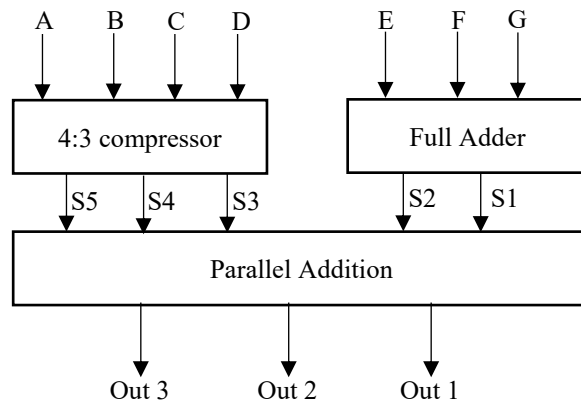 A B C D E F G
4:3 compressor Full Adder
S5 S4 S3 S2 S1
Parallel Addition
Out 3 Out 2 Out 1